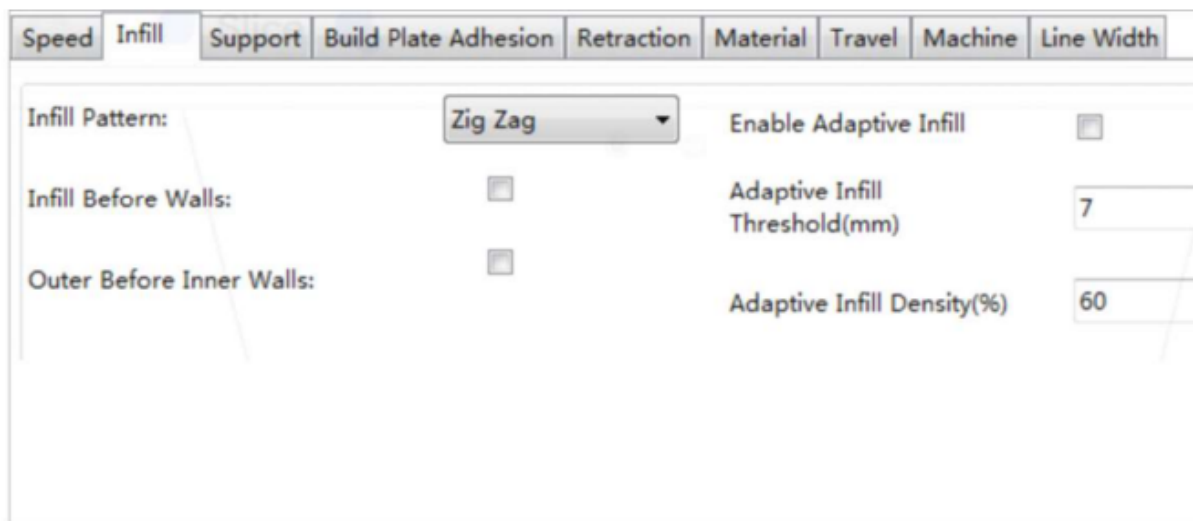 Slice
Speed Infill Support Build Plate Adhesion Retraction Material Travel Machine Line Width
Infill Pattern: Zig Zag Enable Adaptive Infill
Infill Before Walls: Adaptive Infill
Threshold(mm) 7
Outer Before Inner Walls:
Adaptive Infill Density(%) 60